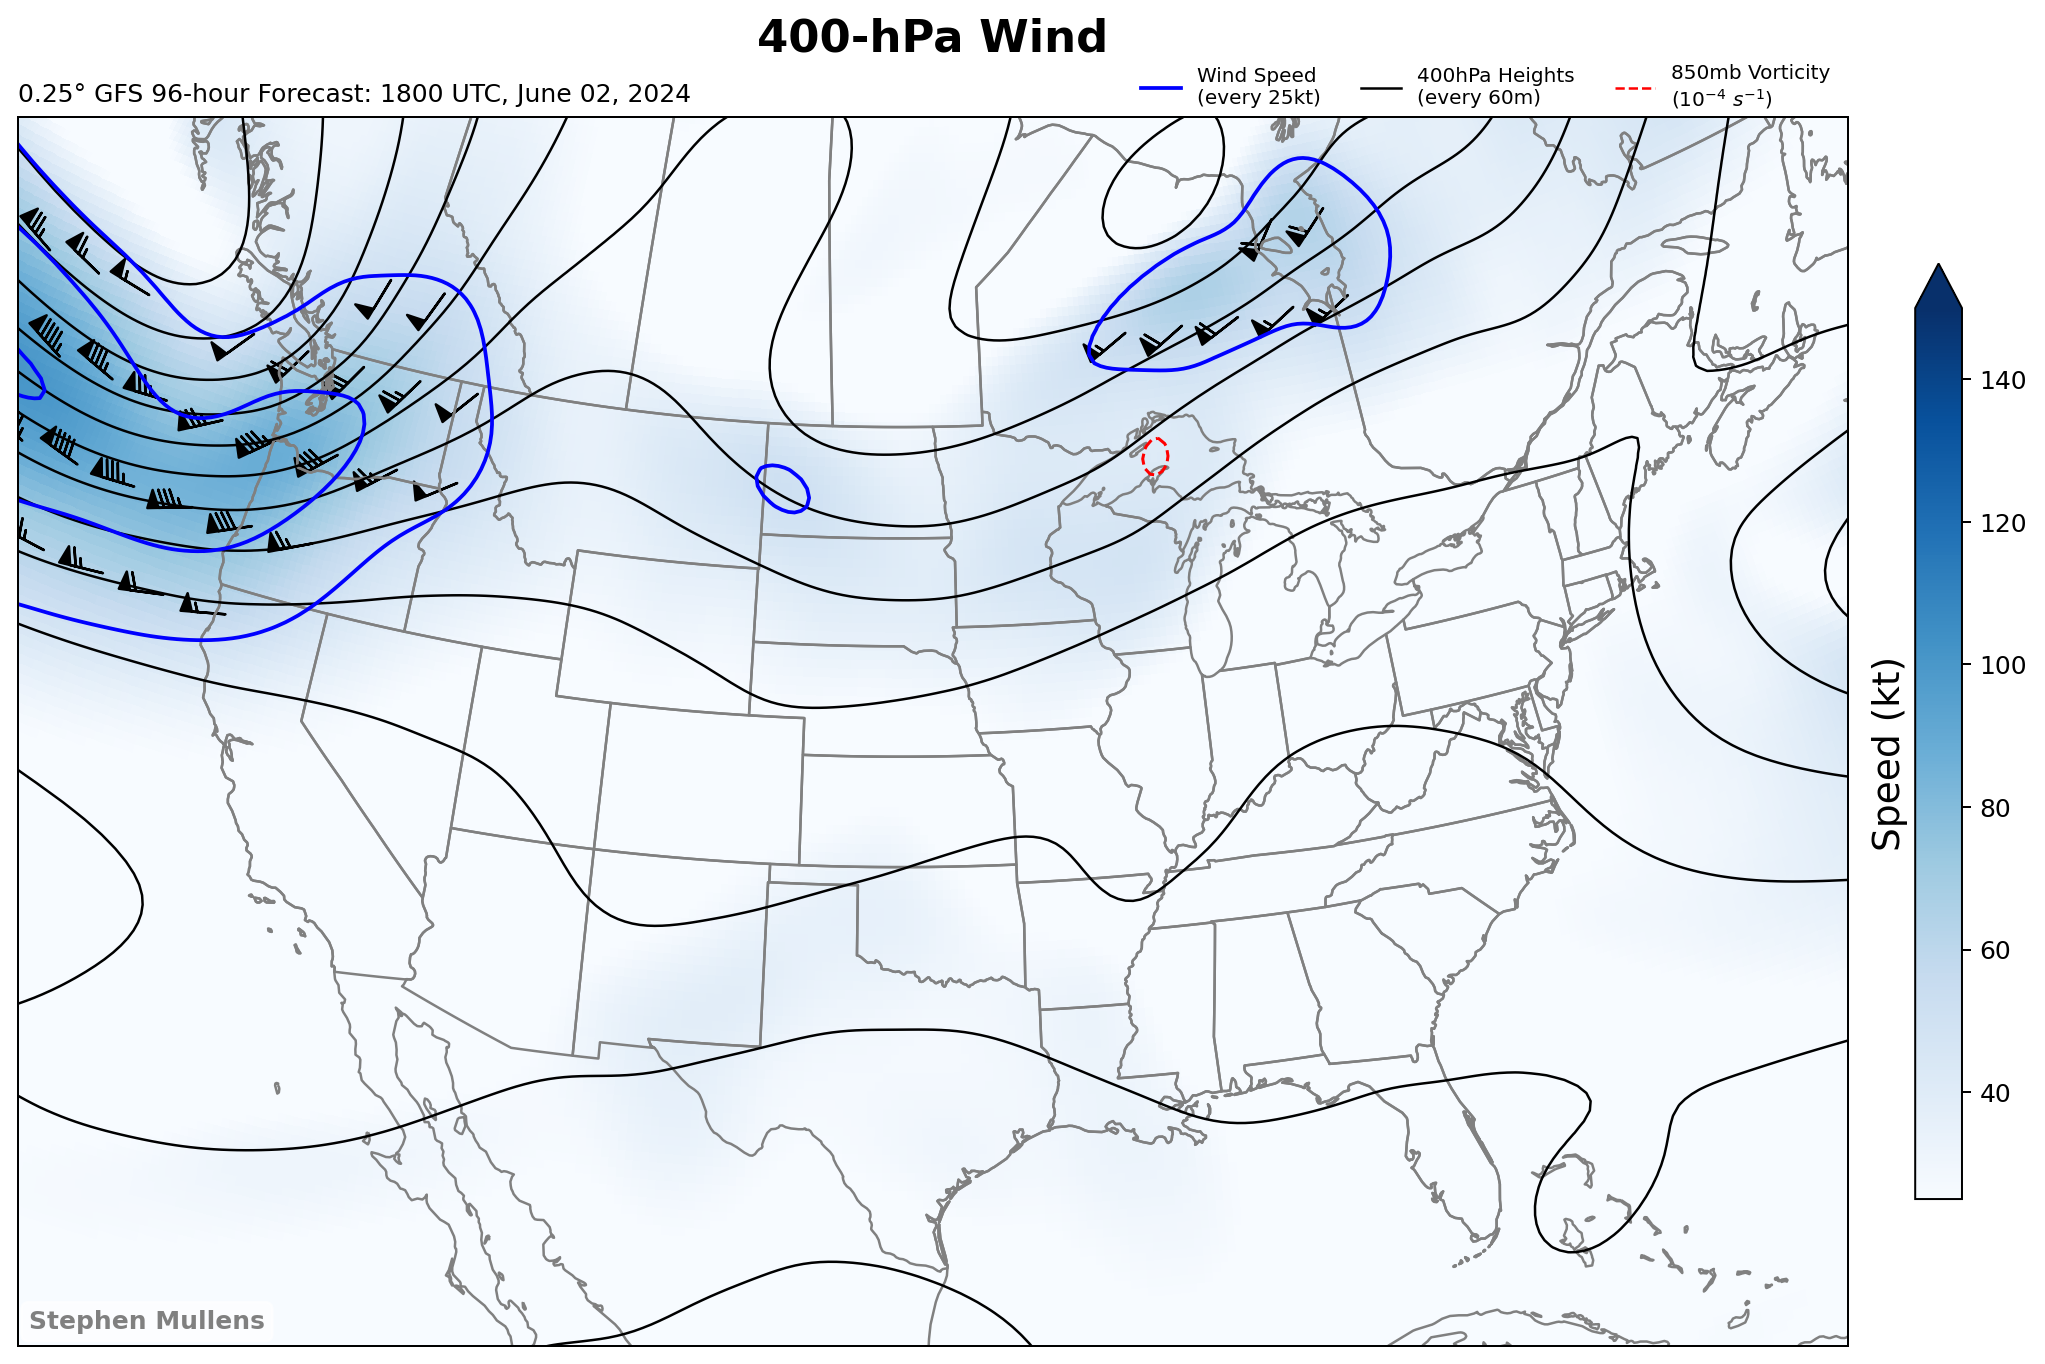 400-hPa Wind
0.25° GFS 96-hour Forecast: 1800 UTC, June 02, 2024
Wind Speed
(every 25kt)
400hPa Heights
(every 60m)
850mb Vorticity
(10⁻⁴ s⁻¹)
140
120
100
80
60
40
Speed (kt)
Stephen Mullens